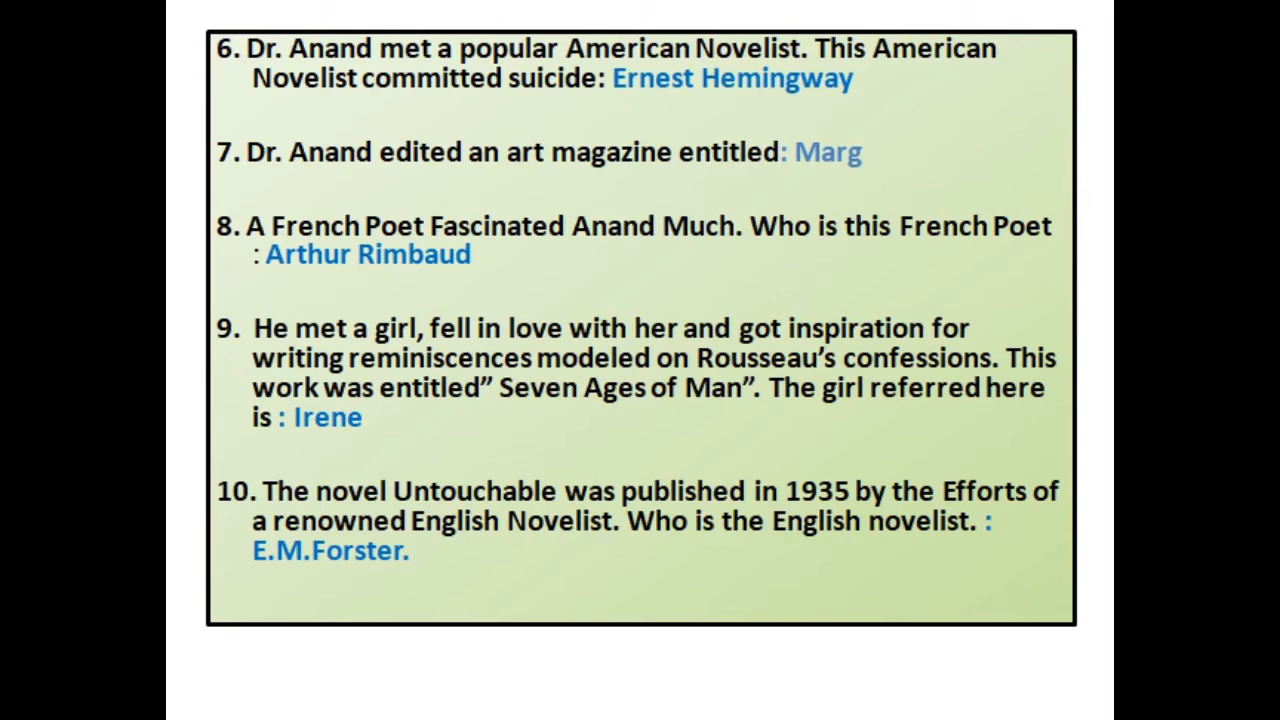 6. Dr. Anand met a popular American Novelist. This American
Novelist committed suicide: Ernest Hemingway
7. Dr. Anand edited an art magazine entitled: Marg
8. A French Poet Fascinated Anand Much. Who is this French Poet
: Arthur Rimbaud
9. He met a girl, fell in love with her and got inspiration for
writing reminiscences modeled on Rousseau’s confessions. This
work was entitled” Seven Ages of Man”. The girl referred here
is : Irene
10. The novel Untouchable was published in 1935 by the Efforts of
a renowned English Novelist. Who is the English novelist. :
E.M.Forster.